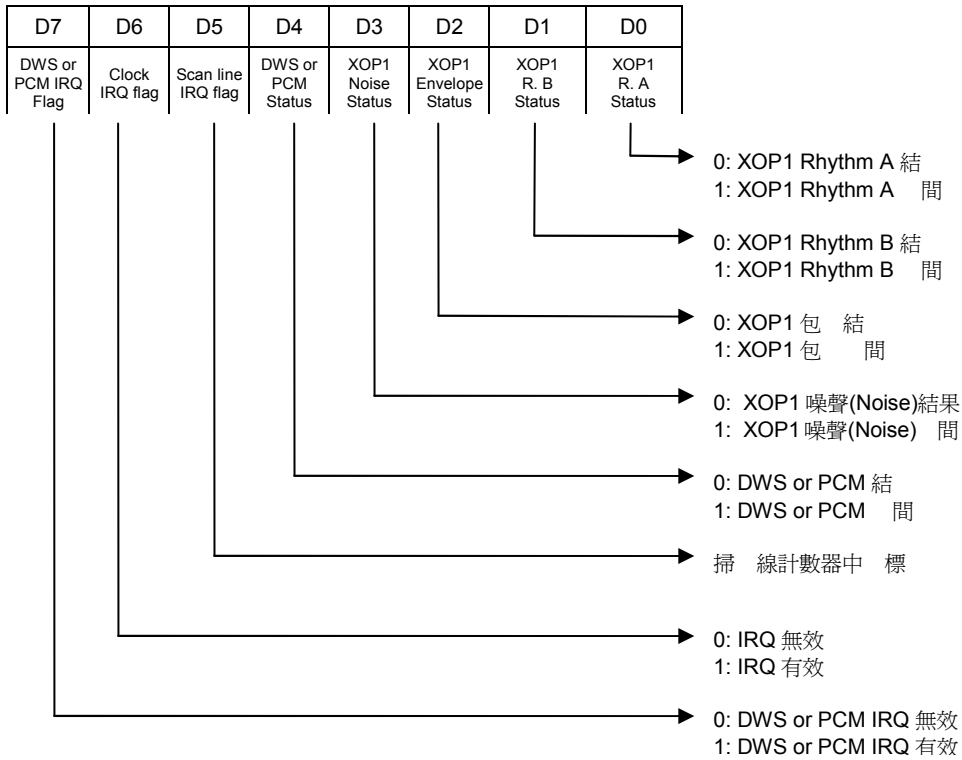 D7 D6 D5 D4 D3 D2 D1 D0
DWS or PCM IRQ Flag
Clock IRQ flag
Scan line IRQ flag
DWS or PCM Status
XOP1 Noise Status
XOP1 Envelope Status
XOP1 R. B Status
XOP1 R. A Status
0: XOP1 Rhythm A 結
1: XOP1 Rhythm A 間
0: XOP1 Rhythm B 結
1: XOP1 Rhythm B 間
0: XOP1 包 結
1: XOP1 包 間
0: XOP1 噪聲(Noise)結果
1: XOP1 噪聲(Noise) 間
0: DWS or PCM 結
1: DWS or PCM 間
掃 線計數器中 標
0: IRQ 無效
1: IRQ 有效
0: DWS or PCM IRQ 無效
1: DWS or PCM IRQ 有效